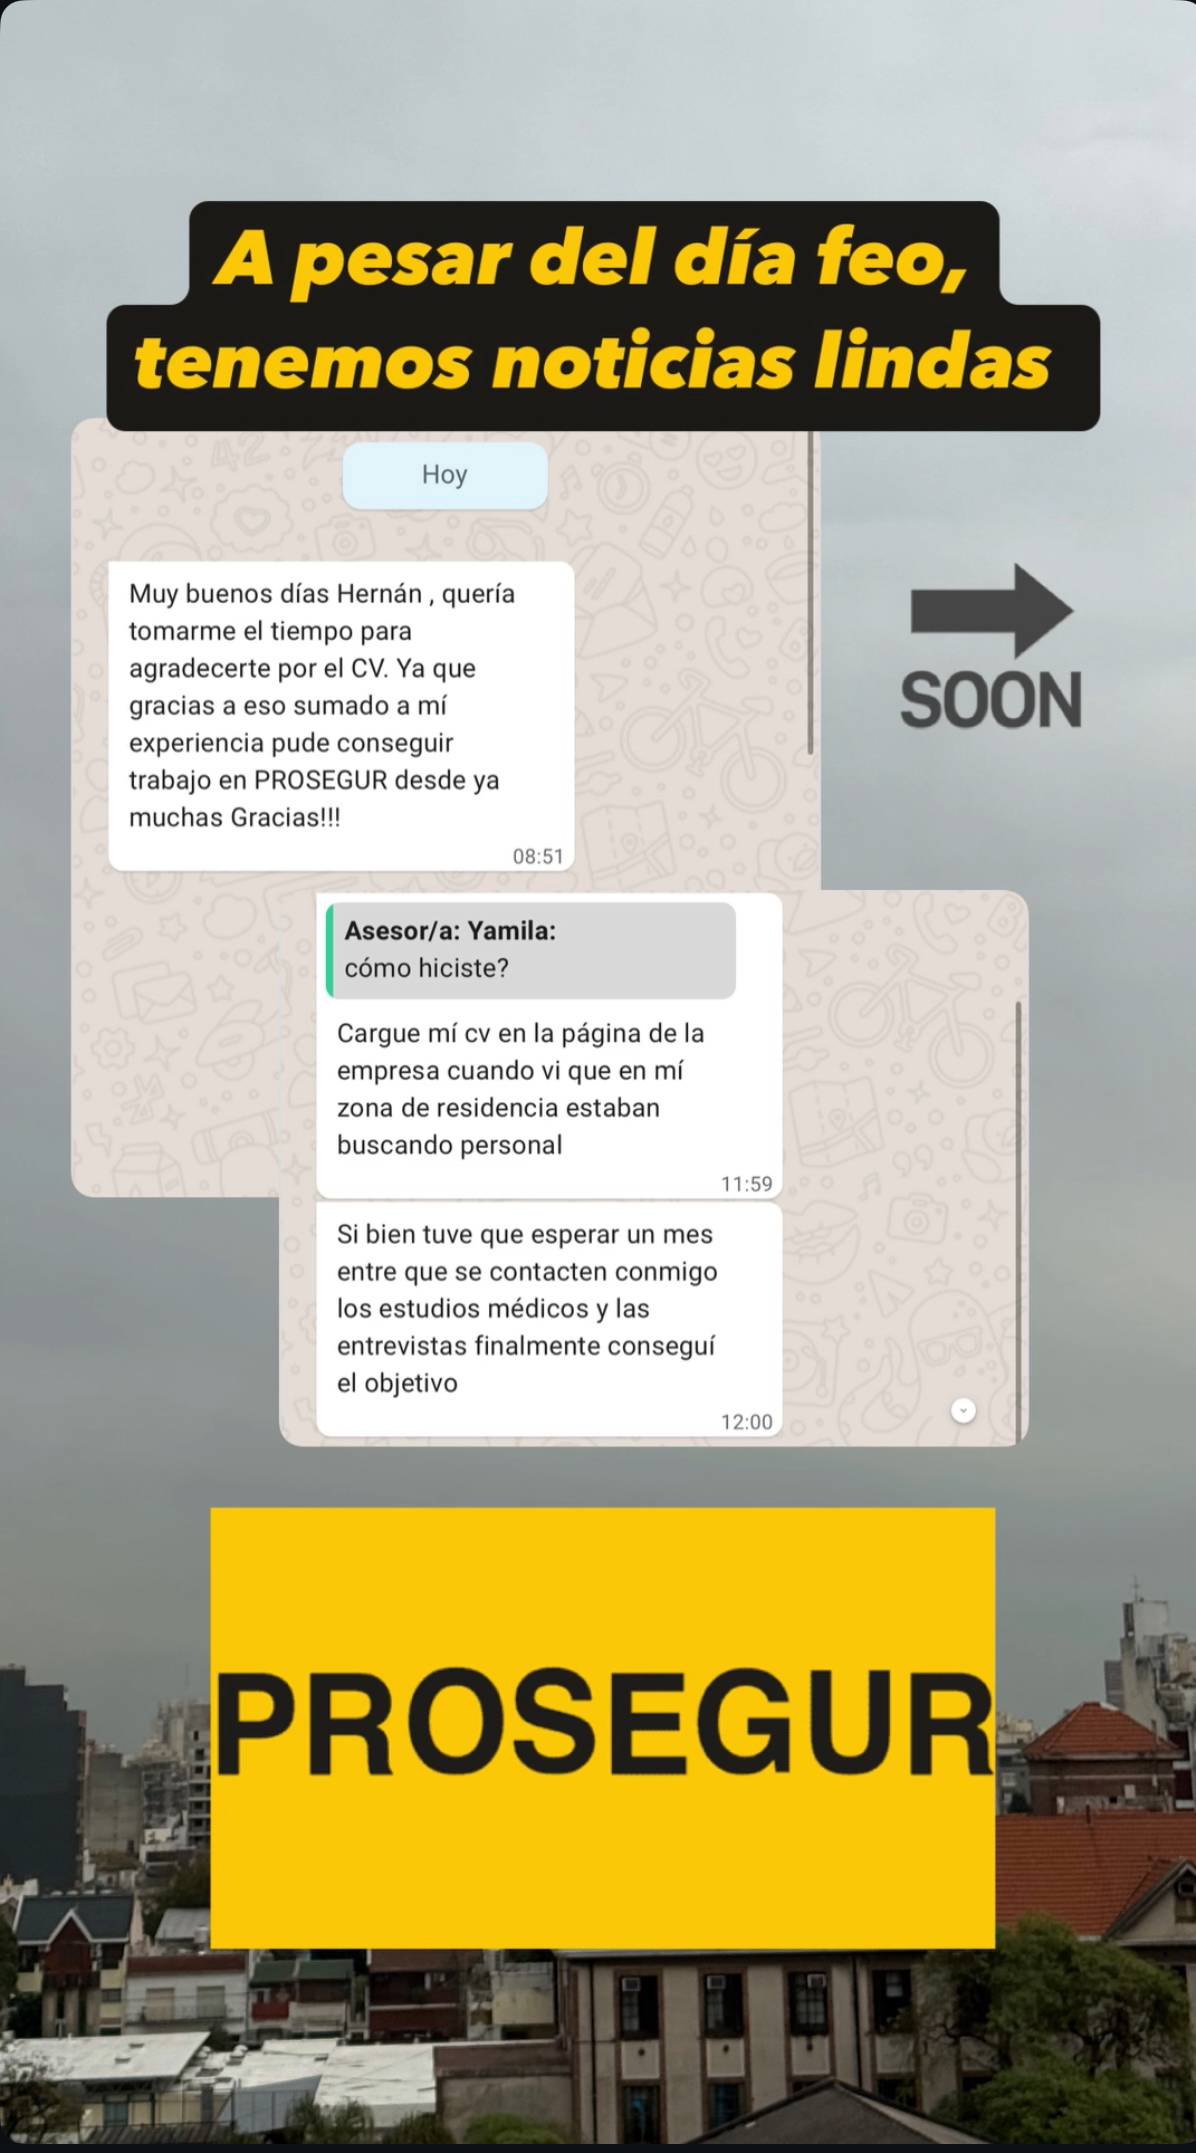 A pesar del día feo,
tenemos noticias lindas
Hoy
Muy buenos días Hernán , quería
tomarme el tiempo para
agradecerte por el CV. Ya que
gracias a eso sumado a mí
experiencia pude conseguir
trabajo en PROSEGUR desde ya
muchas Gracias!!!
08:51
SOON
Asesor/a: Yamila:
cómo hiciste?
Cargue mí cv en la página de la
empresa cuando vi que en mí
zona de residencia estaban
buscando personal
11:59
Si bien tuve que esperar un mes
entre que se contacten conmigo
los estudios médicos y las
entrevistas finalmente conseguí
el objetivo
12:00
PROSEGUR